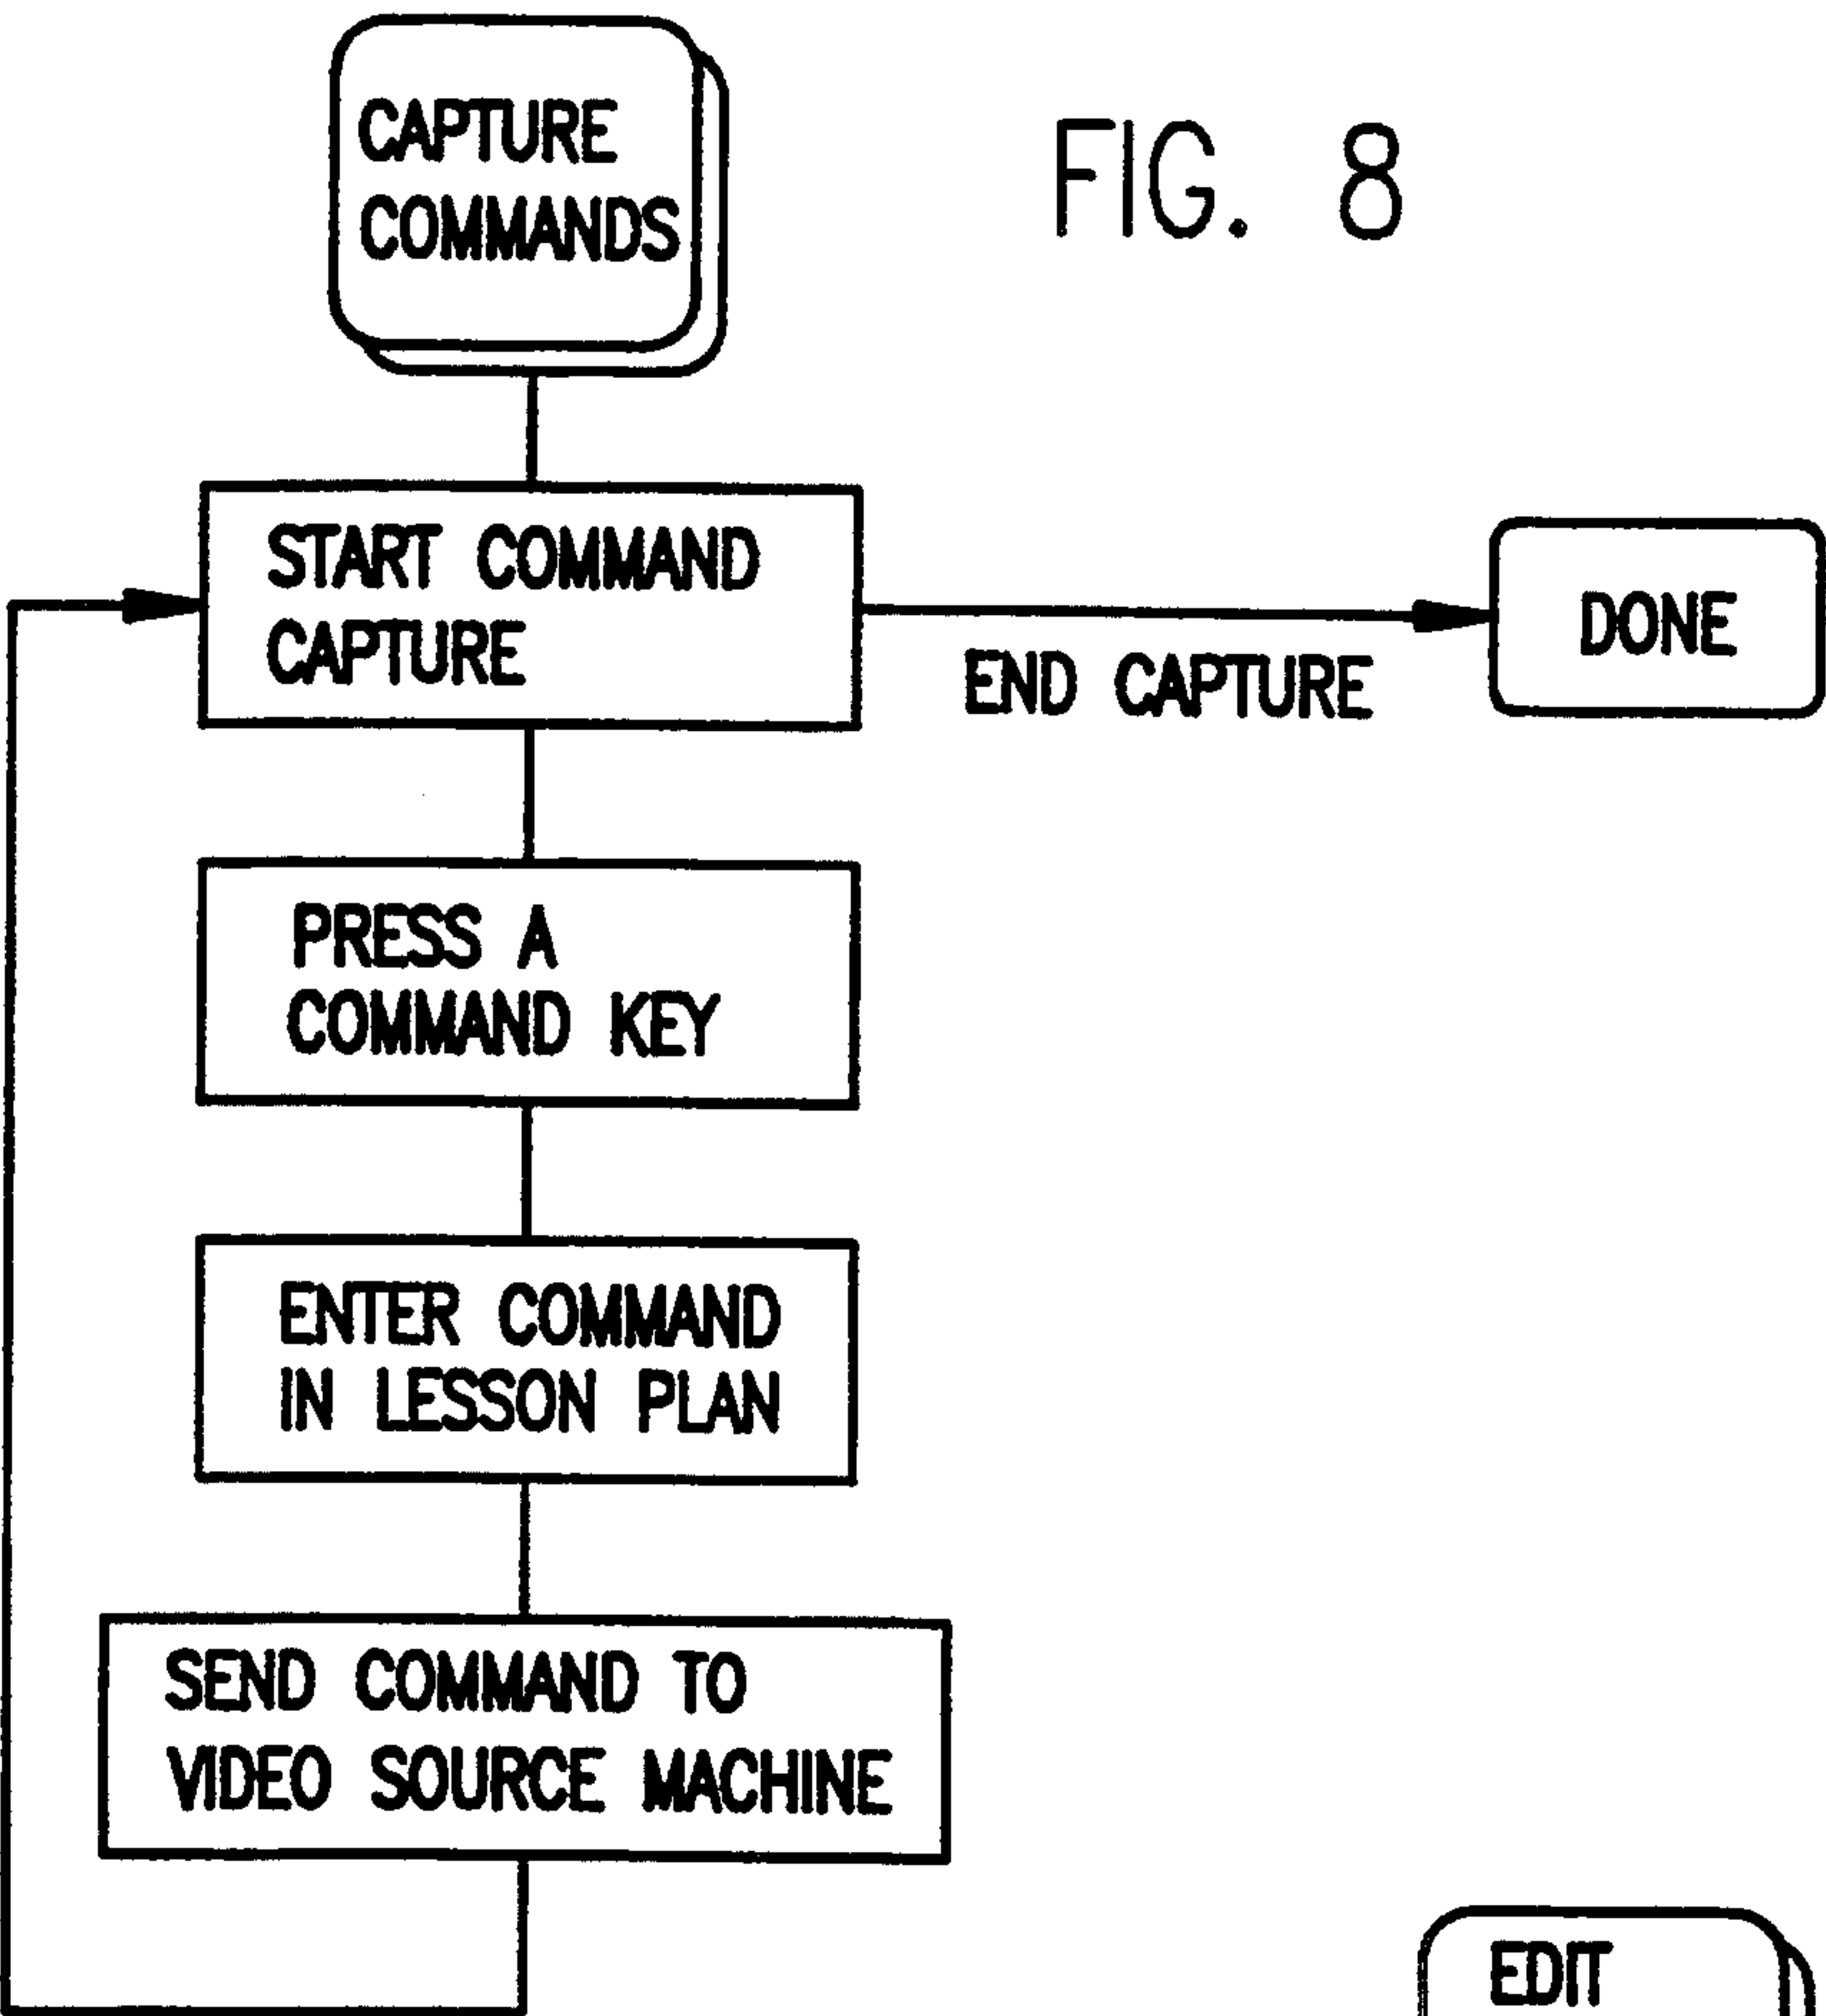 CAPTURE
COMMANDS
FIG. 8
START COMMAND
CAPTURE
END CAPTURE
DONE
PRESS A
COMMAND KEY
ENTER COMMAND
IN LESSON PLAN
SEND COMMAND TO
VIDEO SOURCE MACHINE
EDIT